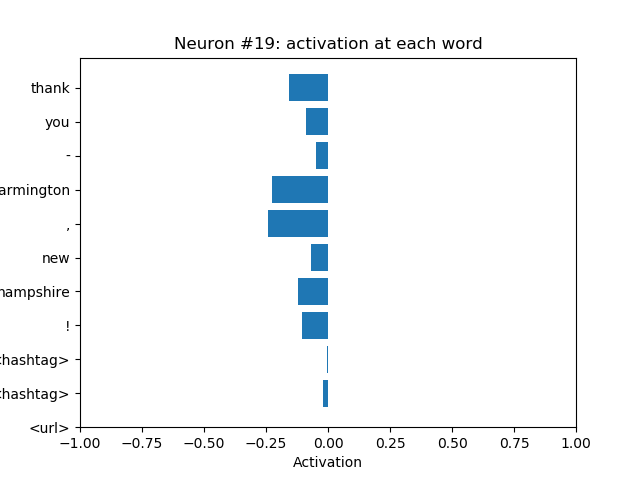 Neuron #19: activation at each word
thank
you
-
armington
,
new
hampshire
!
hashtag>
hashtag>
<url>
−1.00 −0.75 −0.50 −0.25 0.00 0.25 0.50 0.75 1.00
Activation